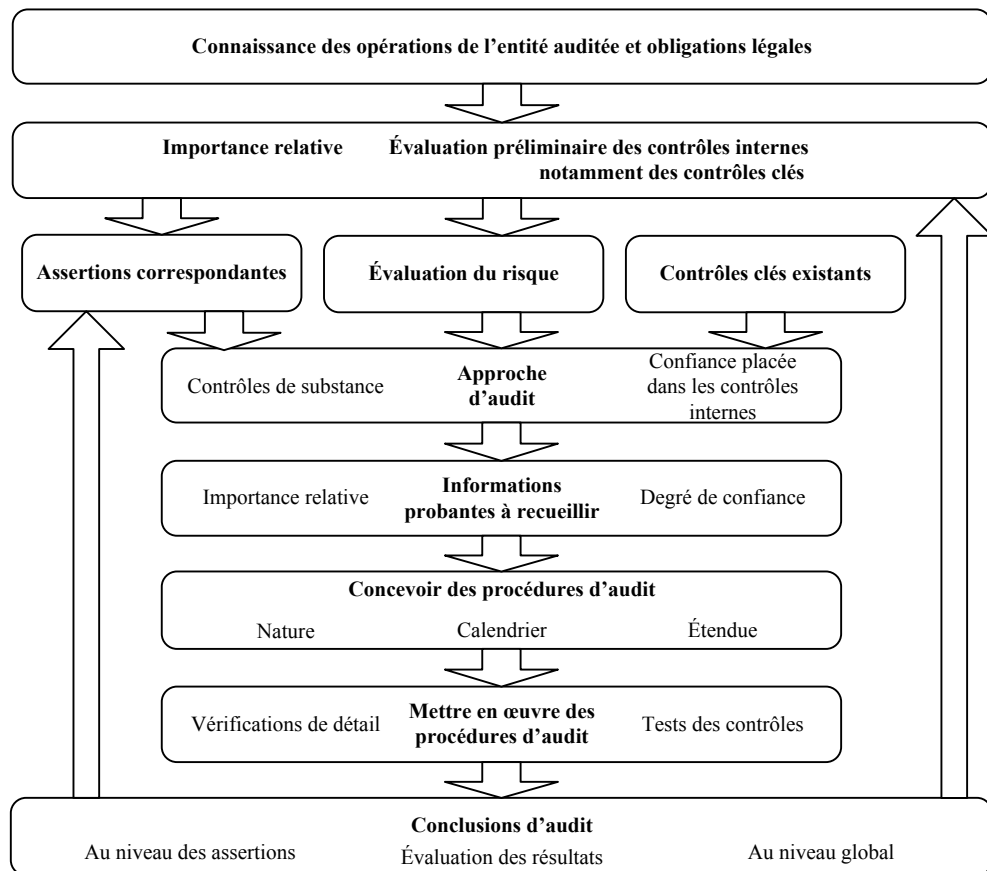 Connaissance des opérations de l’entité auditée et obligations légales
Importance relative Évaluation préliminaire des contrôles internes
notamment des contrôles clés
Assertions correspondantes
Évaluation du risque
Contrôles clés existants
Contrôles de substance
Approche
d’audit
Confiance placée
dans les contrôles
internes
Importance relative
Informations
probantes à recueillir
Degré de confiance
Concevoir des procédures d’audit
Nature
Calendrier
Étendue
Vérifications de détail
Mettre en œuvre des
procédures d’audit
Tests des contrôles
Conclusions d’audit
Au niveau des assertions
Évaluation des résultats
Au niveau global